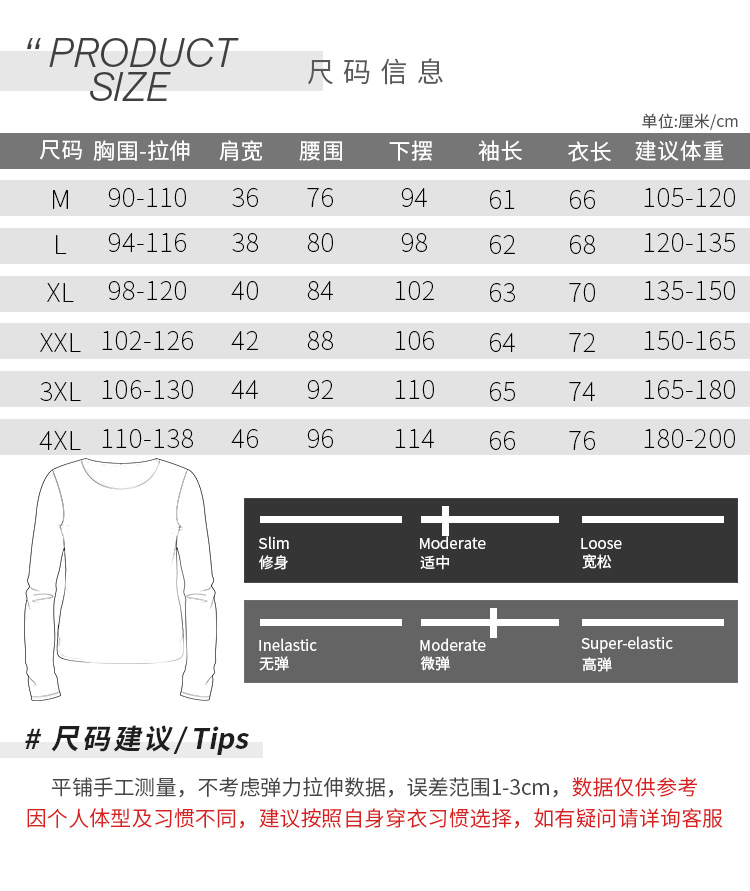 “ PRODUCT
SIZE
尺码信息
单位:厘米/cm
尺码 胸围-拉伸 肩宽 腰围 下摆 袖长 衣长 建议体重
M 90-110 36 76 94 61 66 105-120
L 94-116 38 80 98 62 68 120-135
XL 98-120 40 84 102 63 70 135-150
XXL 102-126 42 88 106 64 72 150-165
3XL 106-130 44 92 110 65 74 165-180
4XL 110-138 46 96 114 66 76 180-200
Slim Moderate Loose
修身 适中 宽松
Inelastic Moderate Super-elastic
无弹 微弹 高弹
# 尺码建议/Tips
平铺手工测量，不考虑弹力拉伸数据，误差范围1-3cm，数据仅供参考
因个人体型及习惯不同，建议按照自身穿衣习惯选择，如有疑问请详询客服